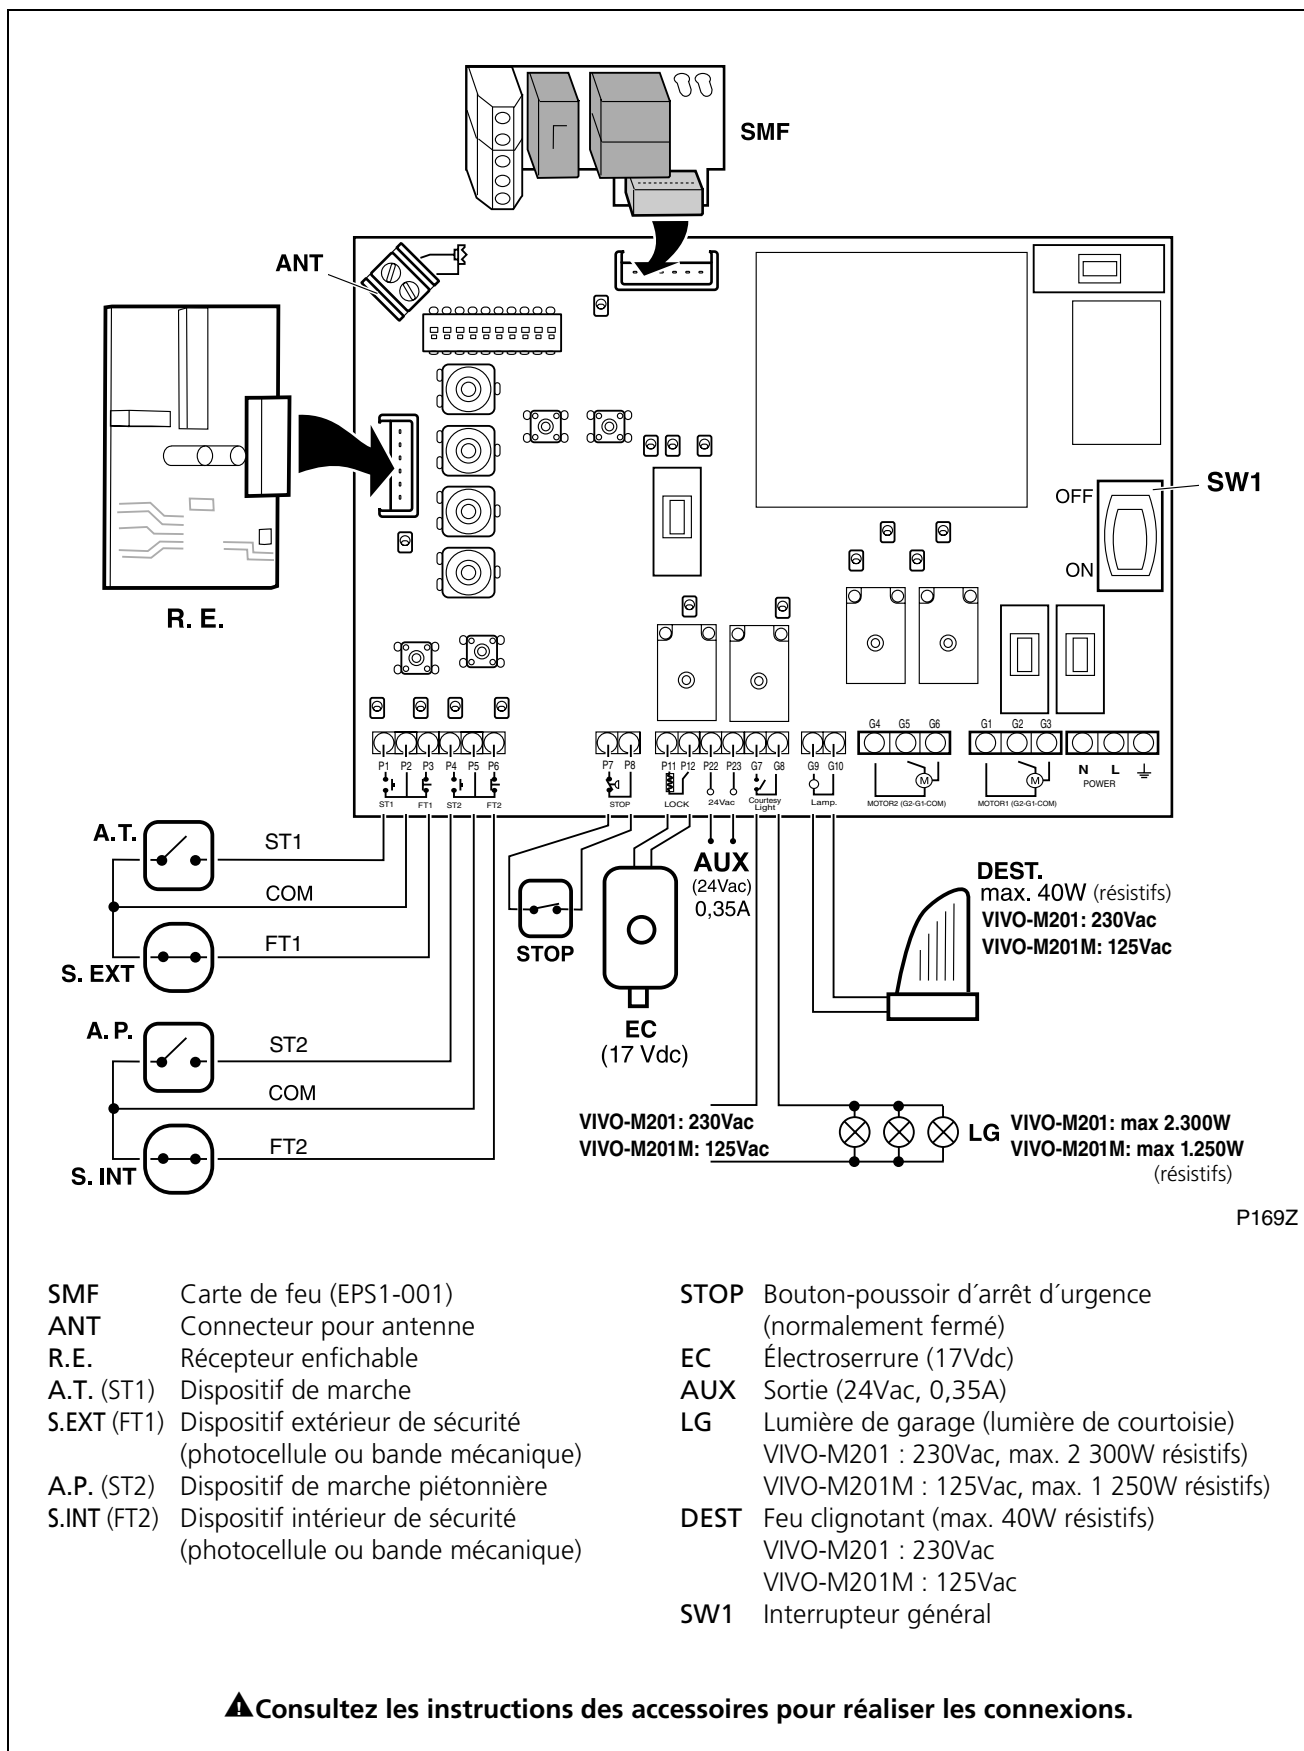 SMF
ANT
R. E.
OFF
SW1
ON
G4 G5 G6 G1 G2 G3
P1 P2 P3 P4 P5 P6 P7 P8 P11 P12 P22 P23 G7 G8 G9 G10
N L
POWER
ST1 FT1 ST2 FT2 STOP LOCK 24Vac Courtesy Light Lamp. MOTOR2 (G2-G1-COM) MOTOR1 (G2-G1-COM)
M
M
A.T.
ST1
COM
FT1
S. EXT
A.P.
ST2
COM
FT2
S. INT
STOP
EC
(17 Vdc)
AUX
(24Vac)
0,35A
DEST.
max. 40W (résistifs)
VIVO-M201: 230Vac
VIVO-M201M: 125Vac
VIVO-M201: 230Vac
VIVO-M201M: 125Vac
LG
VIVO-M201: max 2.300W
VIVO-M201M: max 1.250W
(résistifs)
P169Z
SMF Carte de feu (EPS1-001)
ANT Connecteur pour antenne
R.E. Récepteur enfichable
A.T. (ST1) Dispositif de marche
S.EXT (FT1) Dispositif extérieur de sécurité
(photocellule ou bande mécanique)
A.P. (ST2) Dispositif de marche piétonnière
S.INT (FT2) Dispositif intérieur de sécurité
(photocellule ou bande mécanique)
STOP Bouton-poussoir d´arrêt d´urgence
(normalement fermé)
EC Électroserrure (17Vdc)
AUX Sortie (24Vac, 0,35A)
LG Lumière de garage (lumière de courtoisie)
VIVO-M201 : 230Vac, max. 2 300W résistifs)
VIVO-M201M : 125Vac, max. 1 250W résistifs)
DEST Feu clignotant (max. 40W résistifs)
VIVO-M201 : 230Vac
VIVO-M201M : 125Vac
SW1 Interrupteur général
Consultez les instructions des accessoires pour réaliser les connexions.